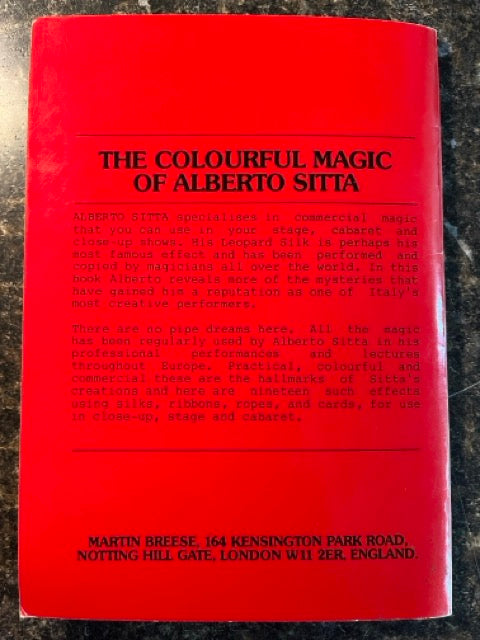 THE COLOURFUL MAGIC
OF ALBERTO SITTA
ALBERTO SITTA specialises in commercial magic
that you can use in your stage, cabaret and
close-up shows. His Leopard Silk is perhaps his
most famous effect and has been performed and
copied by magicians all over the world. In this
book Alberto reveals more of the mysteries that
have gained him a reputation as one of Italy's
most creative performers.
There are no pipe dreams here. All the magic
has been regularly used by Alberto Sitta in his
professional performances and lectures
throughout Europe. Practical, colourful and
commercial these are the hallmarks of Sitta's
creations and here are nineteen such effects
using silks, ribbons, ropes, and cards, for use
in close-up, stage and cabaret.
MARTIN BREESE, 164 KENSINGTON PARK ROAD,
NOTTING HILL GATE, LONDON W11 2ER, ENGLAND.